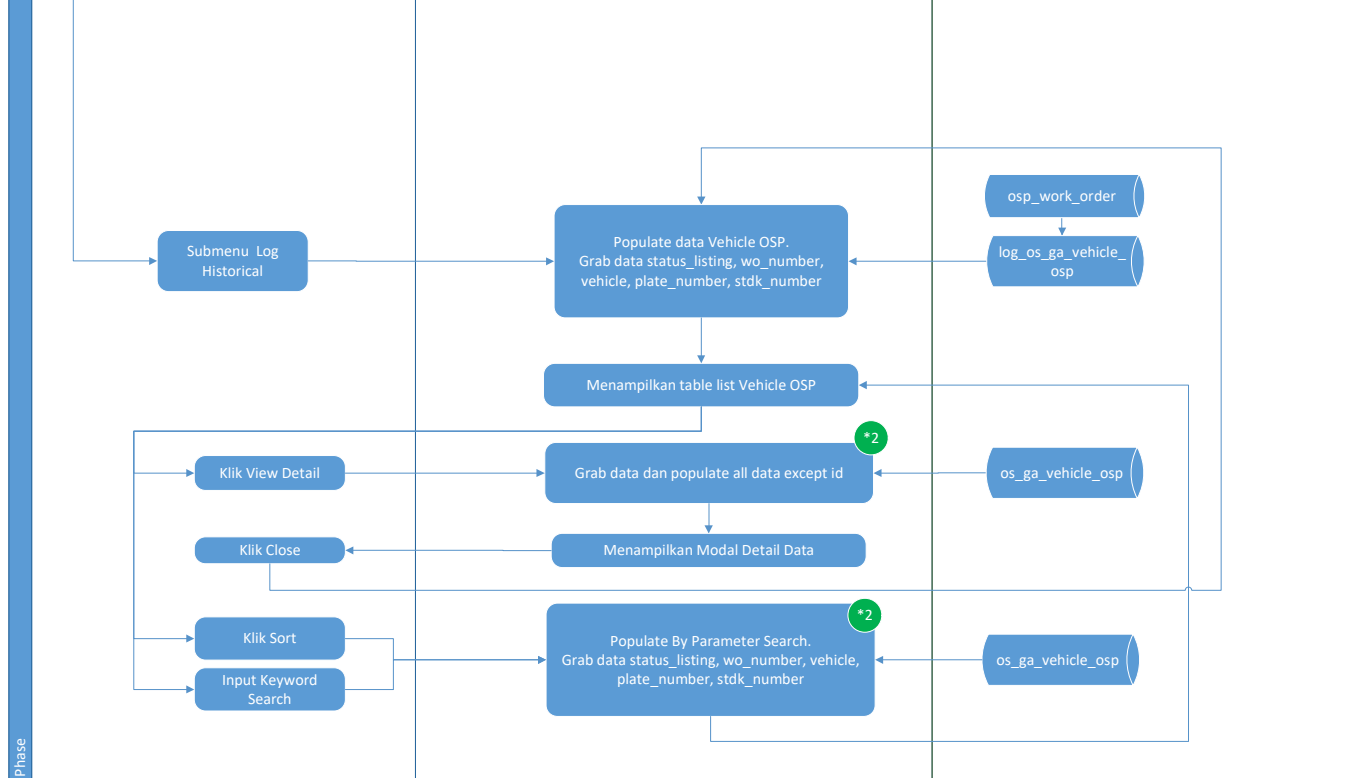 osp_work_order
Submenu Log
Historical
Populate data Vehicle OSP.
Grab data status_listing, wo_number,
vehicle, plate_number, stdk_number
log_os_ga_vehicle_
osp
Menampilkan table list Vehicle OSP
*2
Klik View Detail
Grab data dan populate all data except id
os_ga_vehicle_osp
Klik Close
Menampilkan Modal Detail Data
*2
Klik Sort
Populate By Parameter Search.
Grab data status_listing, wo_number, vehicle,
plate_number, stdk_number
os_ga_vehicle_osp
Input Keyword
Search
Phase